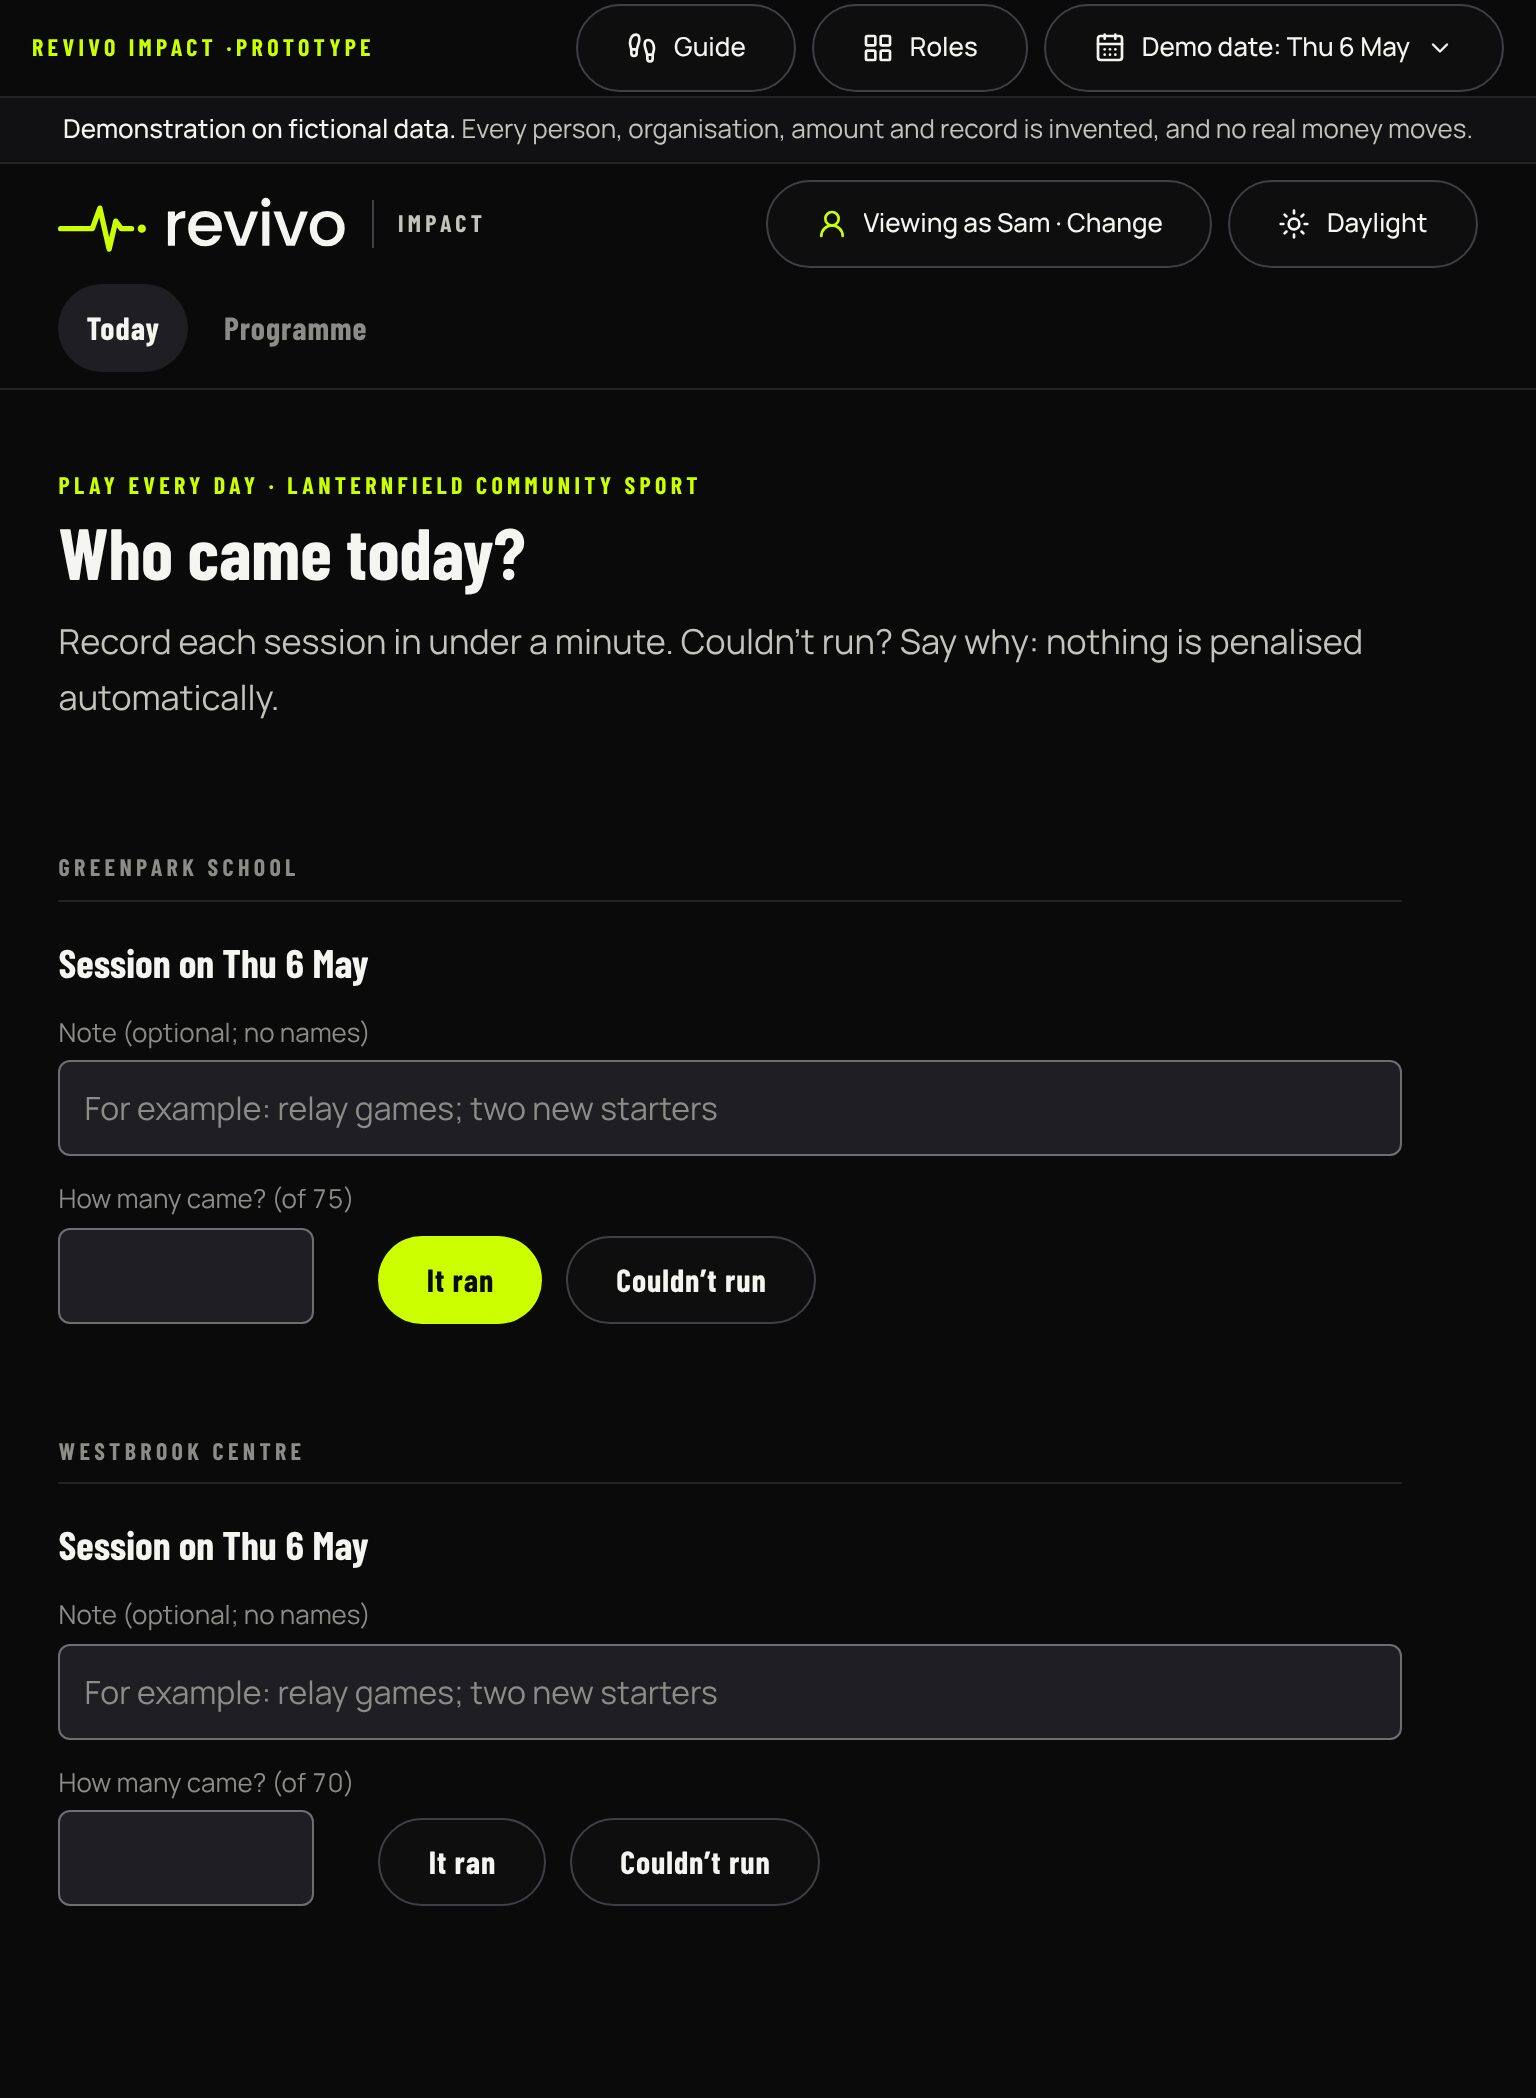 REVIVO IMPACT ·PROTOTYPE
Guide
Roles
Demo date: Thu 6 May
Demonstration on fictional data. Every person, organisation, amount and record is invented, and no real money moves.
revivo
IMPACT
Viewing as Sam · Change
Daylight
Today
Programme
PLAY EVERY DAY · LANTERNFIELD COMMUNITY SPORT
Who came today?
Record each session in under a minute. Couldn’t run? Say why: nothing is penalised
automatically.
GREENPARK SCHOOL
Session on Thu 6 May
Note (optional; no names)
For example: relay games; two new starters
How many came? (of 75)
It ran
Couldn’t run
WESTBROOK CENTRE
Session on Thu 6 May
Note (optional; no names)
For example: relay games; two new starters
How many came? (of 70)
It ran
Couldn’t run